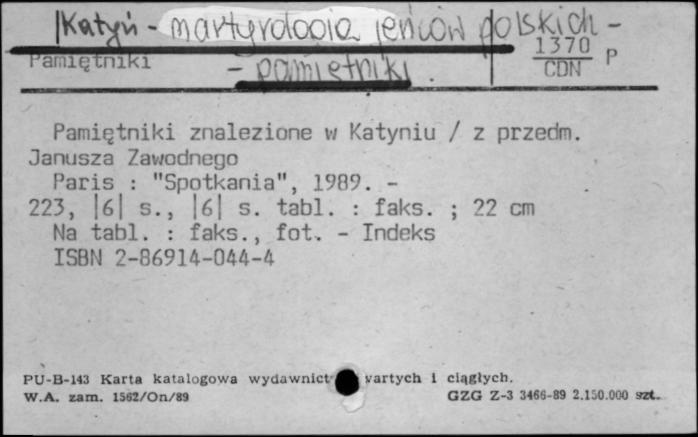 Katyń - martyrologia jeńców polskich -
- pamiętniki
Pamiętniki
1370 P
CDN
Pamiętniki znalezione w Katyniu / z przedm.
Janusza Zawodnego
Paris : "Spotkania", 1989. -
223, |6| s., |6| s. tabl. : faks. ; 22 cm
Na tabl. : faks., fot. - Indeks
ISBN 2-86914-044-4
PU-B-143 Karta katalogowa wydawnict wartych i ciągłych.
W.A. zam. 1562/On/89 GZG Z-3 3466-89 2.150.000 szt.